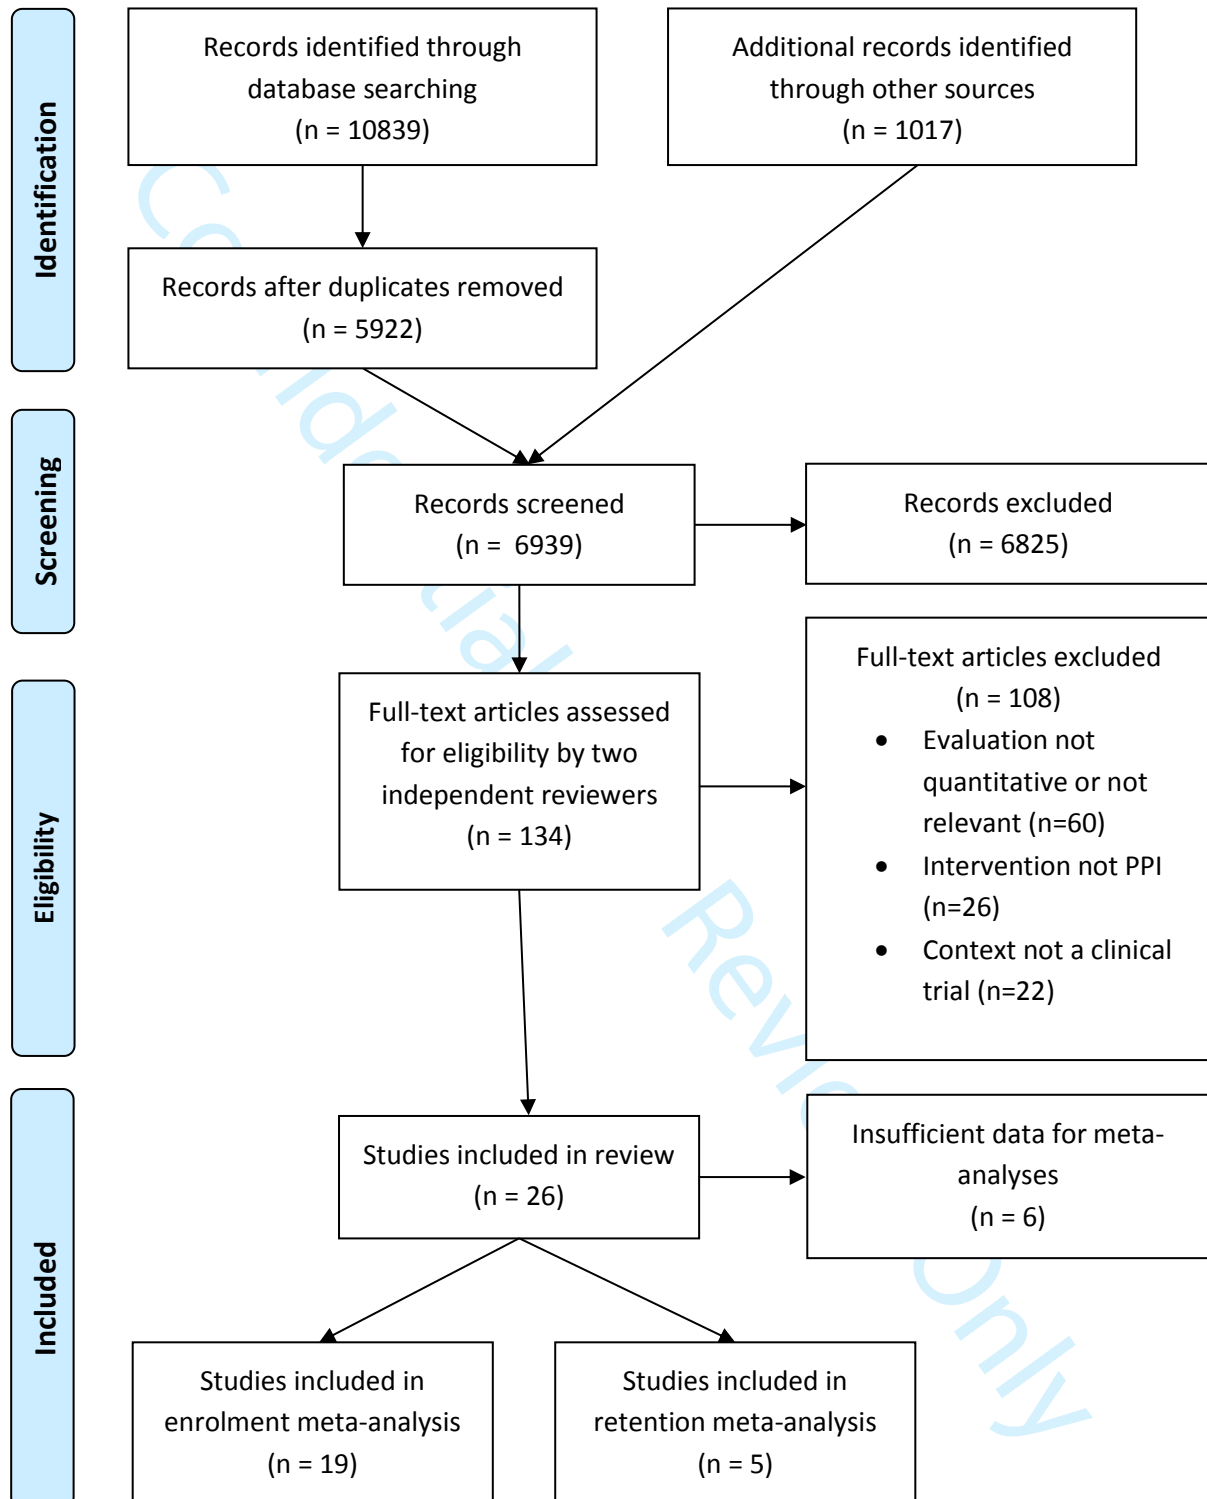 Identification
Records identified through
database searching
(n = 10839)
Additional records identified
through other sources
(n = 1017)
Records after duplicates removed
(n = 5922)
Screening
Records screened
(n = 6939)
Records excluded
(n = 6825)
Eligibility
Full-text articles assessed
for eligibility by two
independent reviewers
(n = 134)
Full-text articles excluded
(n = 108)
• Evaluation not
quantitative or not
relevant (n=60)
• Intervention not PPI
(n=26)
• Context not a clinical
trial (n=22)
Included
Studies included in review
(n = 26)
Insufficient data for meta-
analyses
(n = 6)
Studies included in
enrolment meta-analysis
(n = 19)
Studies included in
retention meta-analysis
(n = 5)